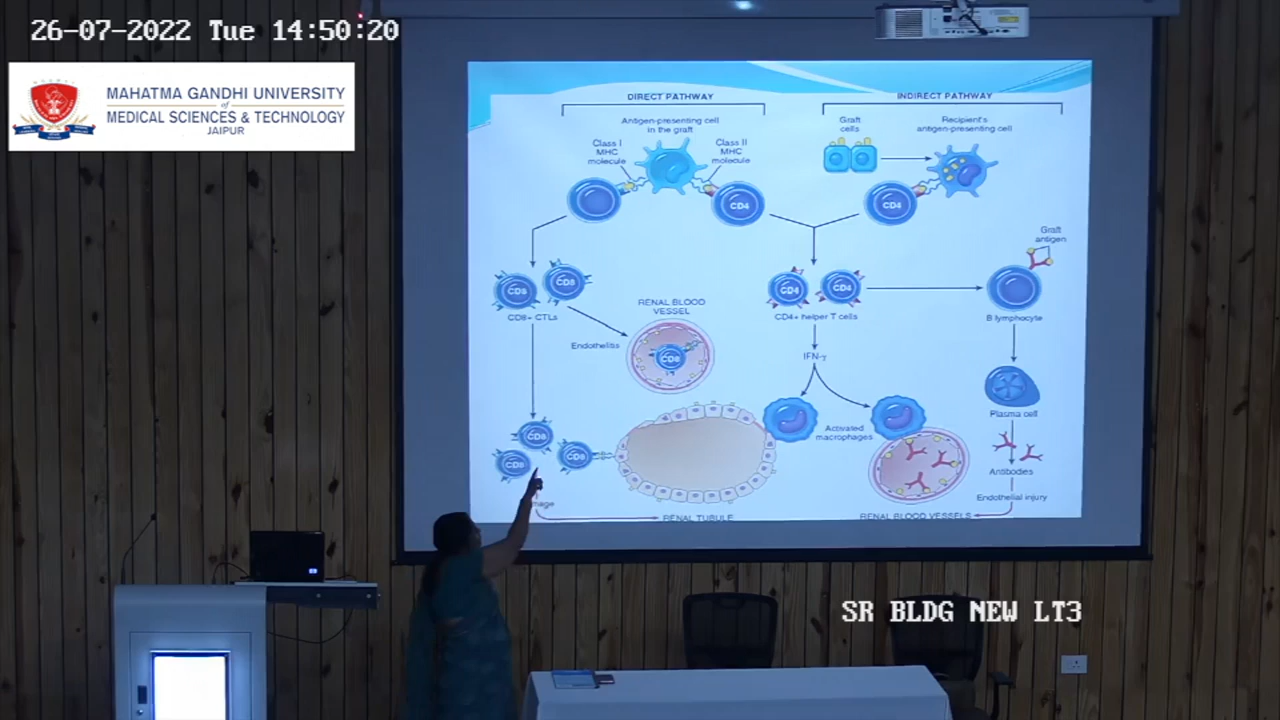 26-07-2022 Tue 14:50:20
MAHATMA GANDHI UNIVERSITY
of
MEDICAL SCIENCES & TECHNOLOGY
JAIPUR
DIRECT PATHWAY
INDIRECT PATHWAY
Antigen-presenting cell
in the graft
Graft
cells
Recipient's
antigen-presenting cell
Class I
MHC
molecule
Class II
MHC
molecule
CD4
CD4
Graft
antigen
CD8
CD8
CD4
CD4
CD8+ CTLs
RENAL BLOOD
VESSEL
CD4+ helper T cells
B lymphocyte
Endothelitis
CD8
IFN-γ
Plasma cell
CD8
CD8
CD8
Activated
macrophages
Antibodies
Endothelial injury
RENAL TUBULE
RENAL BLOOD VESSELS
SR BLDG NEW LT3